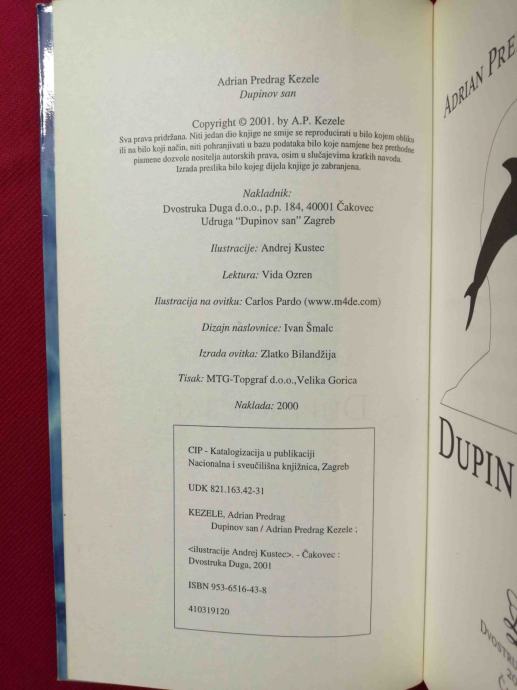 Adrian Predrag Kezele
Dupinov san
Copyright © 2001. by A.P. Kezele
Sva prava pridržana. Niti jedan dio knjige ne smije se reproducirati u bilo kojem obliku
ili na bilo koji način, niti pohranjivati u bazu podataka bilo koje namjene bez prethodne
pismene dozvole nositelja autorskih prava, osim u slučajevima kratkih navoda.
Izrada preslika bilo kojeg dijela knjige je zabranjena.
Nakladnik:
Dvostruka Duga d.o.o., p.p. 184, 40001 Čakovec
Udruga "Dupinov san" Zagreb
Ilustracije: Andrej Kustec
Lektura: Vida Ozren
Ilustracija na ovitku: Carlos Pardo (www.m4de.com)
Dizajn naslovnice: Ivan Šmalc
Izrada ovitka: Zlatko Bilandžija
Tisak: MTG-Topgraf d.o.o.,Velika Gorica
Naklada: 2000
CIP - Katalogizacija u publikaciji
Nacionalna i sveučilišna knjižnica, Zagreb
UDK 821.163.42-31
KEZELE, Adrian Predrag
Dupinov san / Adrian Predrag Kezele ;
<ilustracije Andrej Kustec>. - Čakovec :
Dvostruka Duga, 2001
ISBN 953-6516-43-8
410319120
ADRIAN PRE
DUPIN
DVOSTRU
20
Č